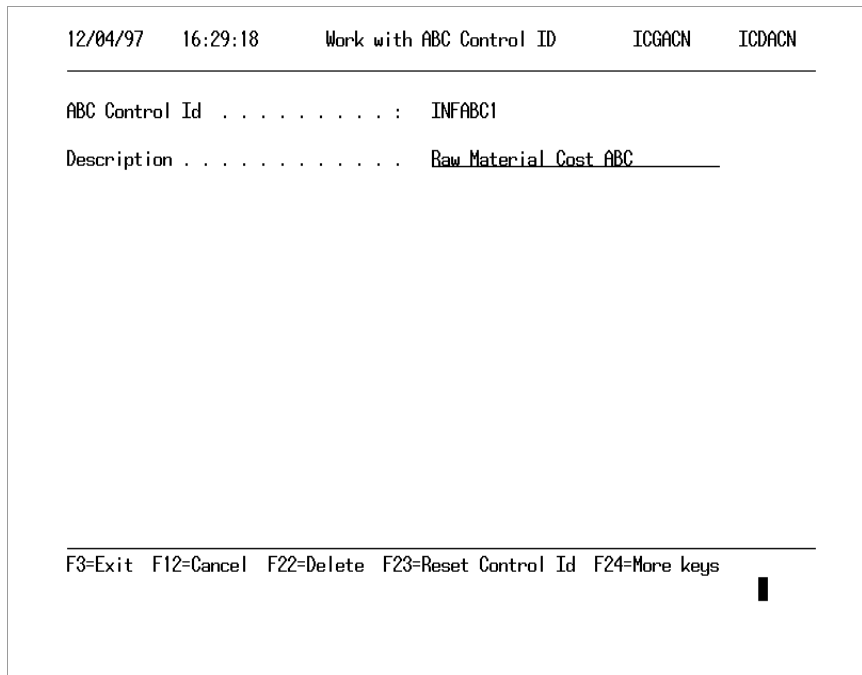 12/04/97 16:29:18 Work with ABC Control ID ICGACN ICDACN
ABC Control Id . . . . . . . . . : INFABC1
Description . . . . . . . . . . . . Raw Material Cost ABC
F3=Exit F12=Cancel F22=Delete F23=Reset Control Id F24=More keys